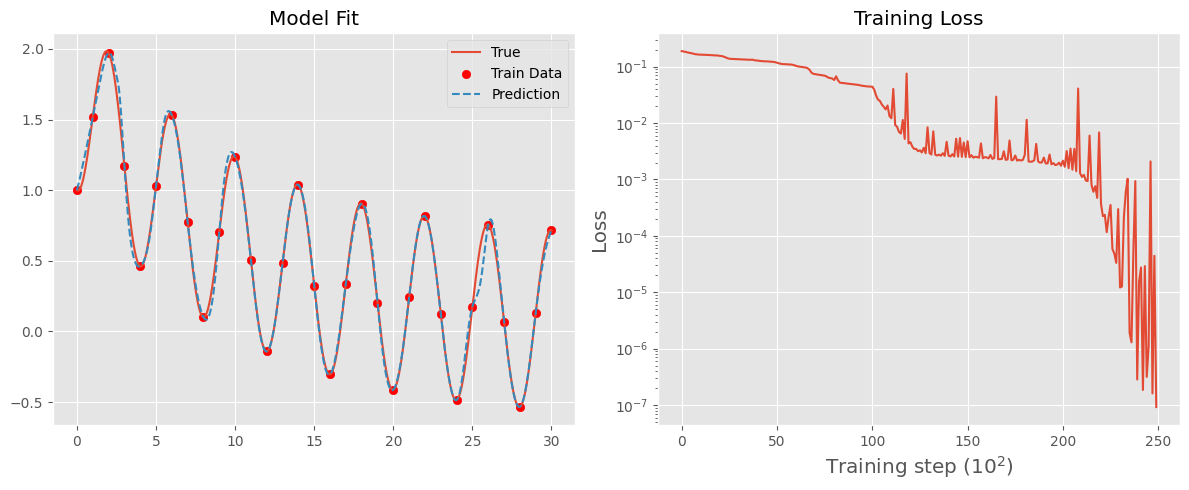 Model Fit
2.0
1.5
1.0
0.5
0.0
−0.5
0 5 10 15 20 25 30
True
Train Data
Prediction
Training Loss
Loss
10⁻¹
10⁻²
10⁻³
10⁻⁴
10⁻⁵
10⁻⁶
10⁻⁷
0 50 100 150 200 250
Training step (10²)